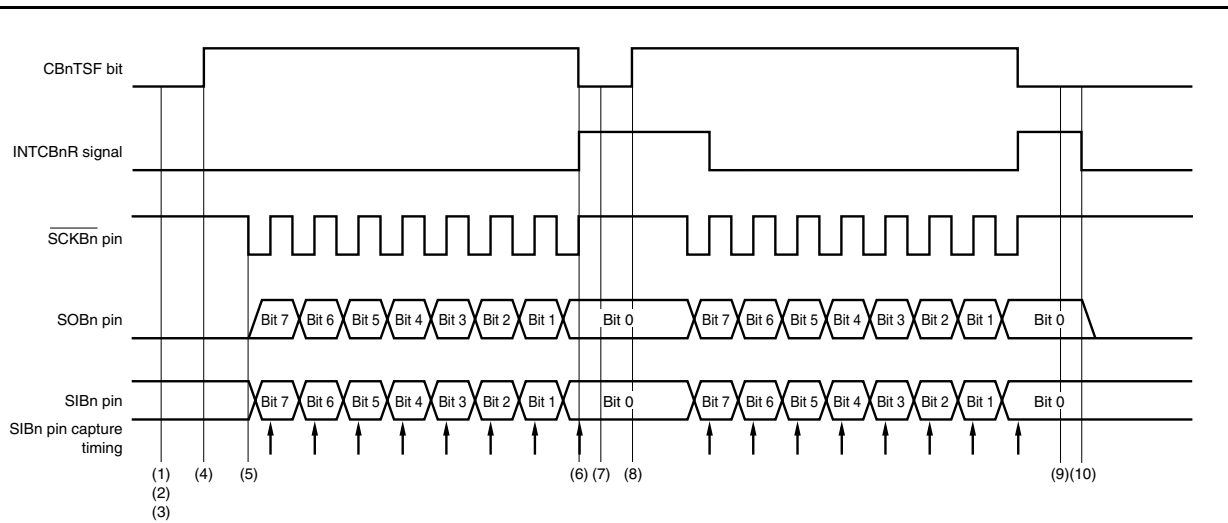 CBnTSF bit
INTCBnR signal
SCKBn pin
SOBn pin
Bit 7 Bit 6 Bit 5 Bit 4 Bit 3 Bit 2 Bit 1 Bit 0 Bit 7 Bit 6 Bit 5 Bit 4 Bit 3 Bit 2 Bit 1 Bit 0
SIBn pin
Bit 7 Bit 6 Bit 5 Bit 4 Bit 3 Bit 2 Bit 1 Bit 0 Bit 7 Bit 6 Bit 5 Bit 4 Bit 3 Bit 2 Bit 1 Bit 0
SIBn pin capture
timing
(1) (4) (5) (6) (7) (8) (9) (10)
(2)
(3)